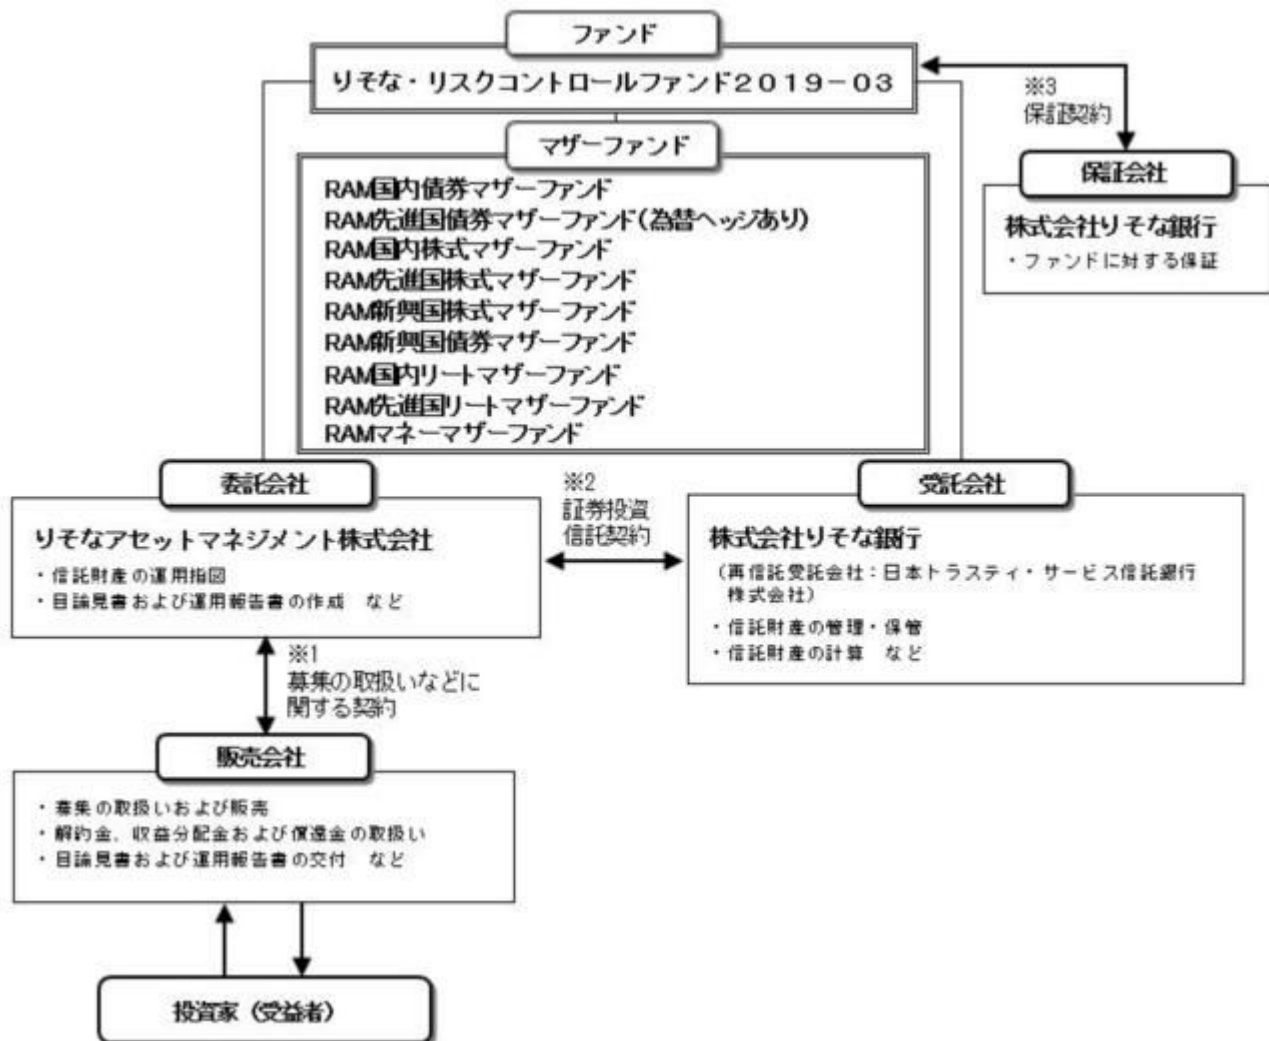 ファンド
りそな・リスクコントロールファンド2019-03
※3
保証契約
マザーファンド
RAM国内債券マザーファンド
RAM先進国債券マザーファンド(為替ヘッジあり)
RAM国内株式マザーファンド
RAM先進国株式マザーファンド
RAM新興国株式マザーファンド
RAM新興国債券マザーファンド
RAM国内リートマザーファンド
RAM先進国リートマザーファンド
RAMマネーマザーファンド
保証会社
株式会社りそな銀行
・ファンドに対する保証
委託会社
りそなアセットマネジメント株式会社
・信託財産の運用指図
・目論見書および運用報告書の作成 など
※2
証券投資
信託契約
受託会社
株式会社りそな銀行
(再信託受託会社:日本トラスティ・サービス信託銀行
株式会社)
・信託財産の管理・保管
・信託財産の計算 など
※1
募集の取扱いなどに
関する契約
販売会社
・募集の取扱いおよび販売
・解約金、収益分配金および償還金の取扱い
・目論見書および運用報告書の交付 など
投資家(受益者)